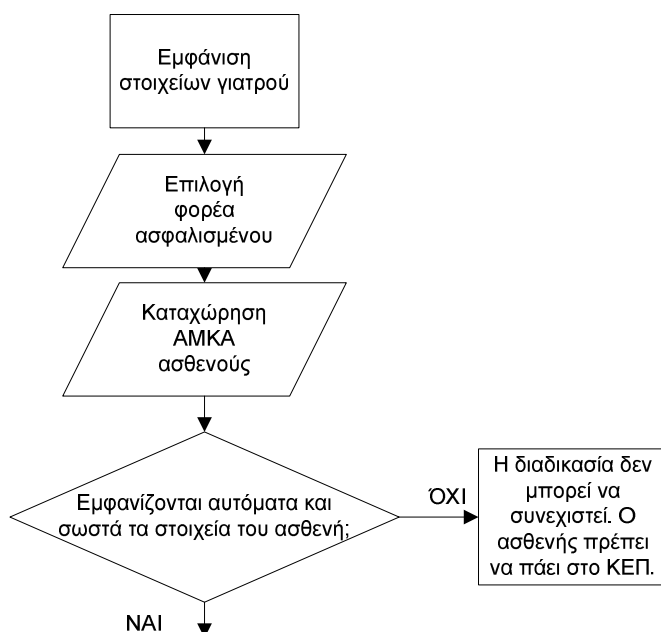 Εμφάνιση
στοιχείων γιατρού
Επιλογή
φορέα
ασφαλισμένου
Καταχώρηση
ΑΜΚΑ
ασθενούς
Εμφανίζονται αυτόματα και
σωστά τα στοιχεία του ασθενή;
ΌΧΙ
Η διαδικασία δεν
μπορεί να
συνεχιστεί. Ο
ασθενής πρέπει
να πάει στο ΚΕΠ.
ΝΑΙ